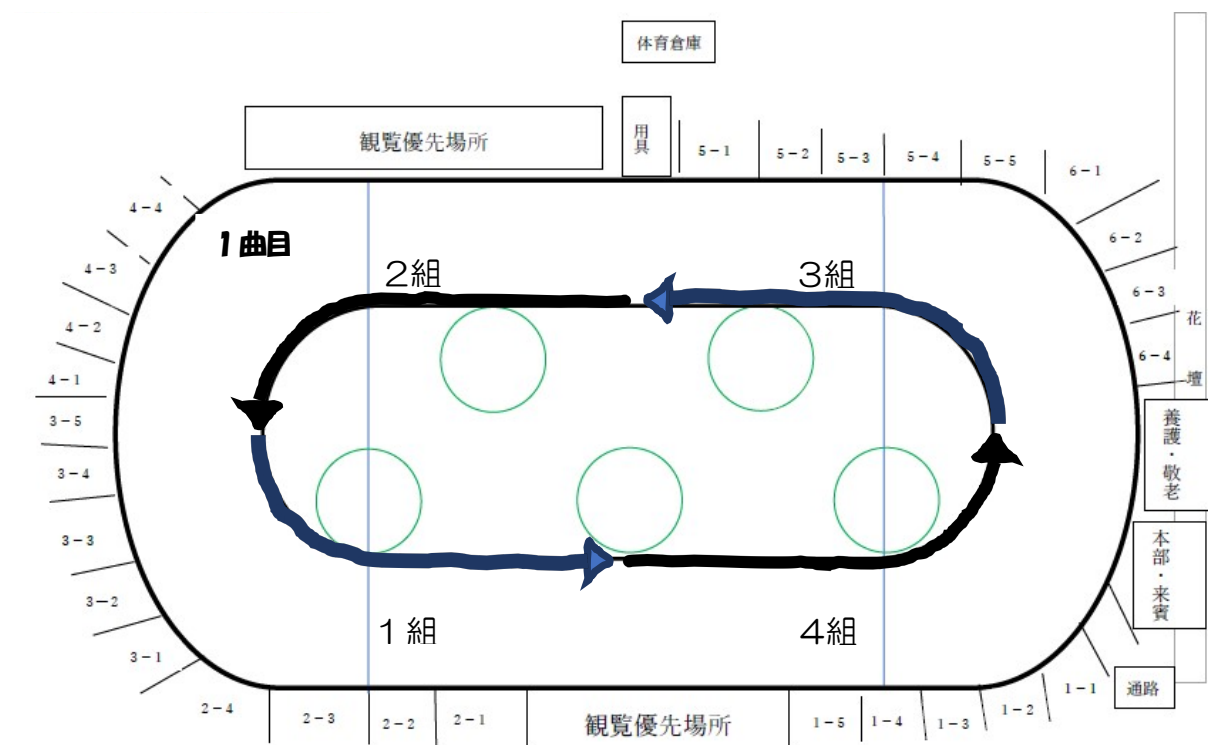 体育倉庫
観覧優先場所
用具
5－1
5－2
5－3
5－4
5－5
6－1
6－2
6－3
6－4
花壇
養護・敬老
本部・来賓
通路
4－4
4－3
4－2
4－1
3－5
3－4
3－3
3－2
3－1
1曲目
2組
3組
1組
4組
2－4
2－3
2－2
2－1
観覧優先場所
1－5
1－4
1－3
1－2
1－1